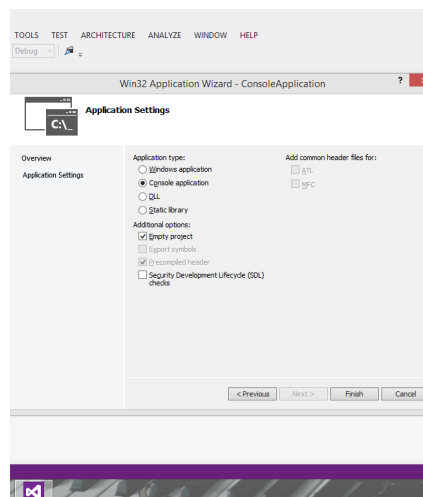 TOOLS TEST ARCHITECTURE ANALYZE WINDOW HELP
Debug
Win32 Application Wizard - ConsoleApplication ?
C:\_
Application Settings
Overview
Application Settings
Application type:
Windows application
Console application
DLL
Static library
Additional options:
Empty project
Export symbols
Precompiled header
Security Development Lifecycle (SDL)
checks
Add common header files for:
ATL
MFC
< Previous Next > Finish Cancel